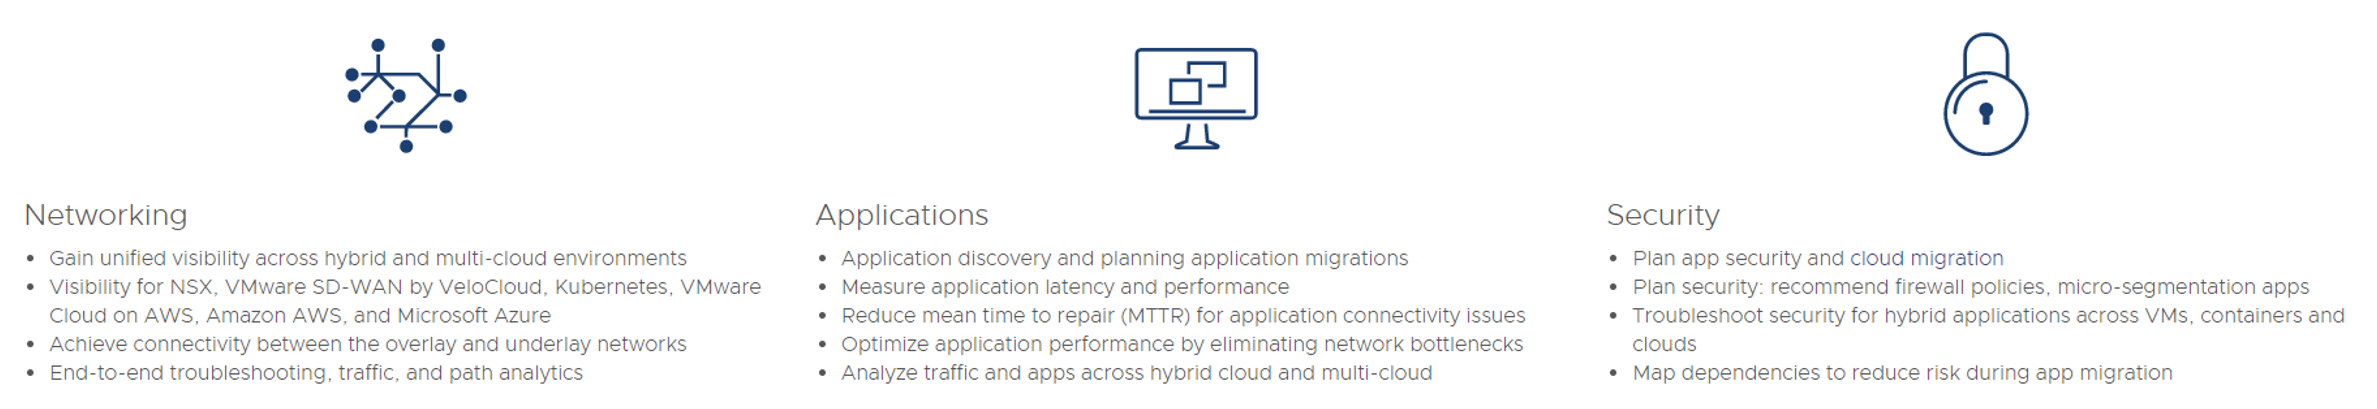 Networking
• Gain unified visibility across hybrid and multi-cloud environments
• Visibility for NSX, VMware SD-WAN by VeloCloud, Kubernetes, VMware
Cloud on AWS, Amazon AWS, and Microsoft Azure
• Achieve connectivity between the overlay and underlay networks
• End-to-end troubleshooting, traffic, and path analytics
Applications
• Application discovery and planning application migrations
• Measure application latency and performance
• Reduce mean time to repair (MTTR) for application connectivity issues
• Optimize application performance by eliminating network bottlenecks
• Analyze traffic and apps across hybrid cloud and multi-cloud
Security
• Plan app security and cloud migration
• Plan security: recommend firewall policies, micro-segmentation apps
• Troubleshoot security for hybrid applications across VMs, containers and
clouds
• Map dependencies to reduce risk during app migration